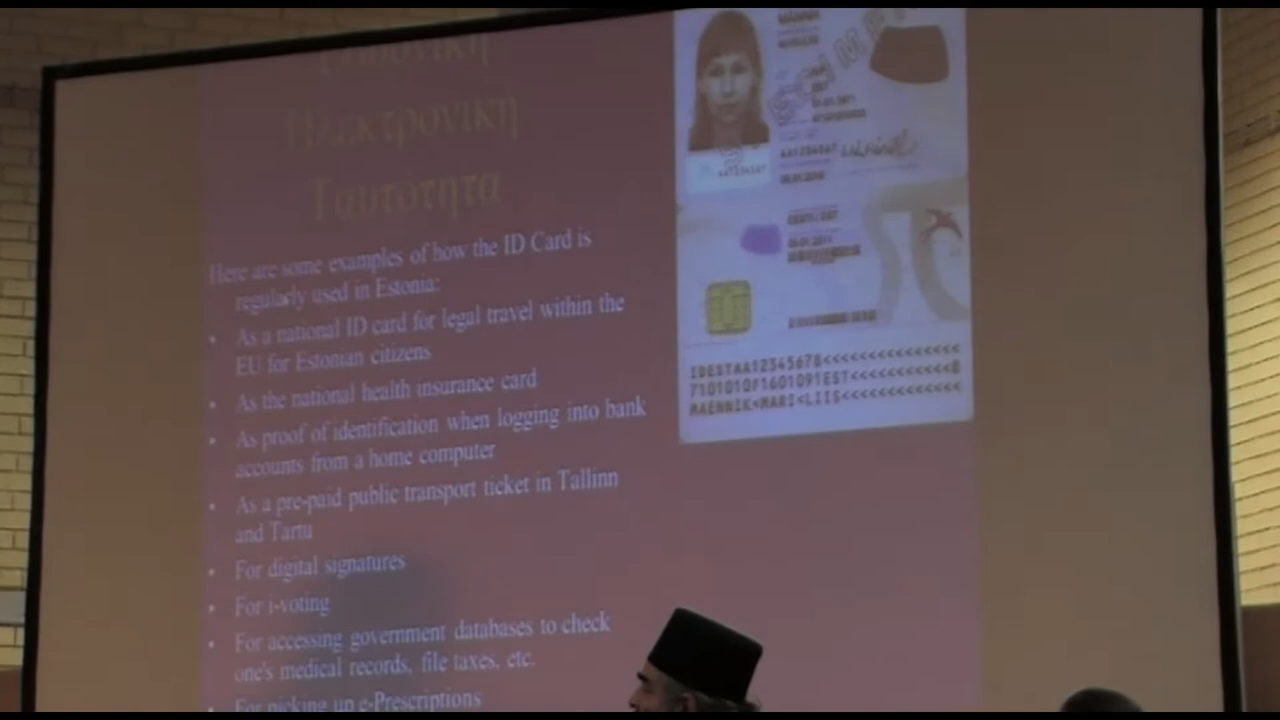 Ηλεκτρονική
Ταυτότητα
Here are some examples of how the ID Card is
regularly used in Estonia:
• As a national ID card for legal travel within the
EU for Estonian citizens
• As the national health insurance card
• As proof of identification when logging into bank
accounts from a home computer
• As a pre-paid public transport ticket in Tallinn
and Tartu
• For digital signatures
• For i-voting
• For accessing government databases to check
one's medical records, file taxes, etc.
• For picking up e-Prescriptions
MÄNNIK
AA1234567
IDESTAA12345678<<<<<<<<<<<<<<<
7101010F1601091EST<<<<<<<<<<<8
MAENNIK<MARI<LIIS<<<<<<<<<<<<<